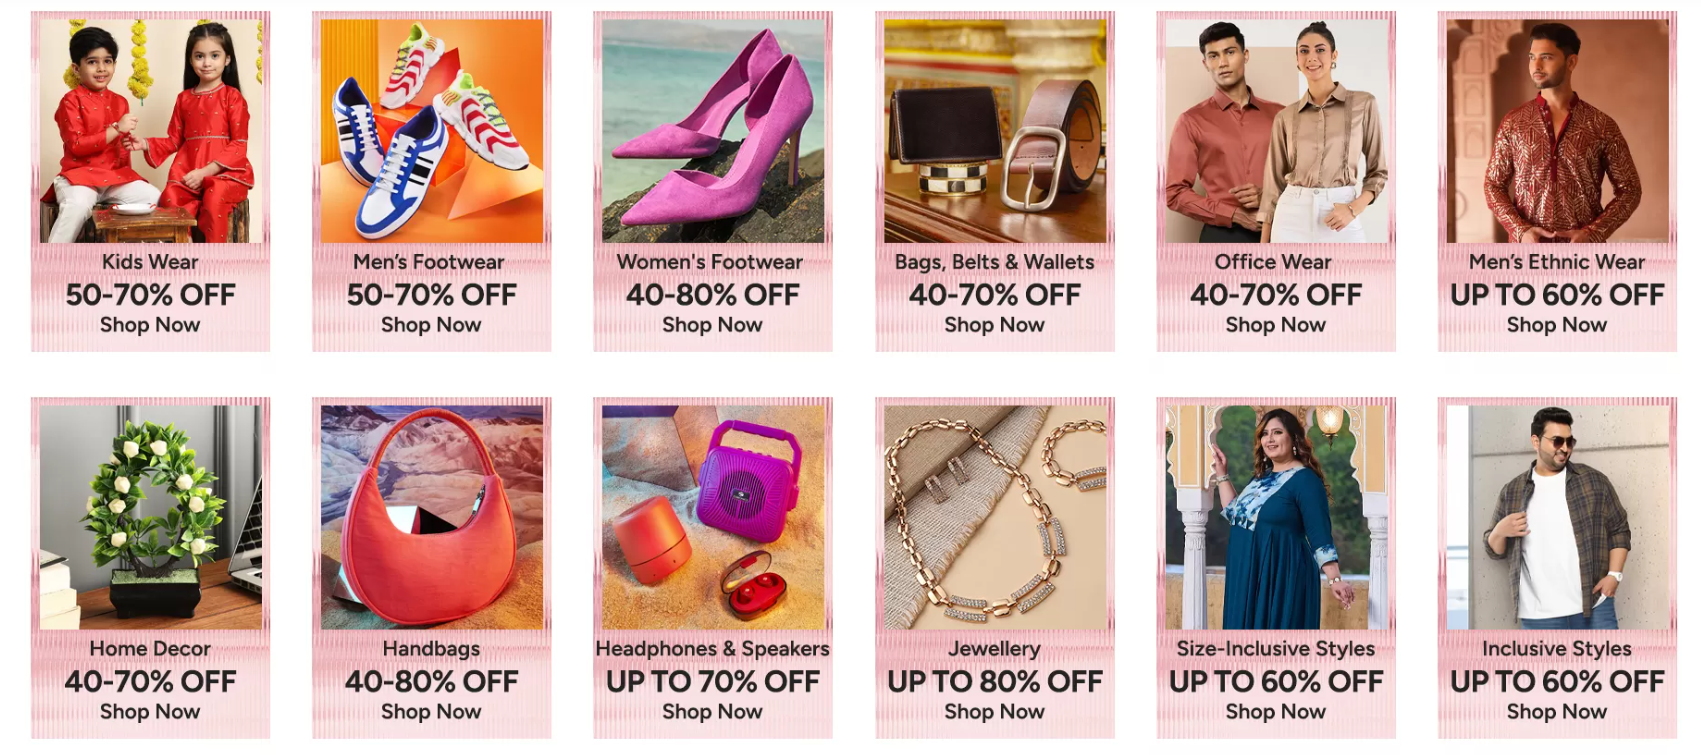 Kids Wear
50-70% OFF
Shop Now
Men's Footwear
50-70% OFF
Shop Now
Women's Footwear
40-80% OFF
Shop Now
Bags, Belts & Wallets
40-70% OFF
Shop Now
Office Wear
40-70% OFF
Shop Now
Men's Ethnic Wear
UP TO 60% OFF
Shop Now
Home Decor
40-70% OFF
Shop Now
Handbags
40-80% OFF
Shop Now
Headphones & Speakers
UP TO 70% OFF
Shop Now
Jewellery
UP TO 80% OFF
Shop Now
Size-Inclusive Styles
UP TO 60% OFF
Shop Now
Inclusive Styles
UP TO 60% OFF
Shop Now